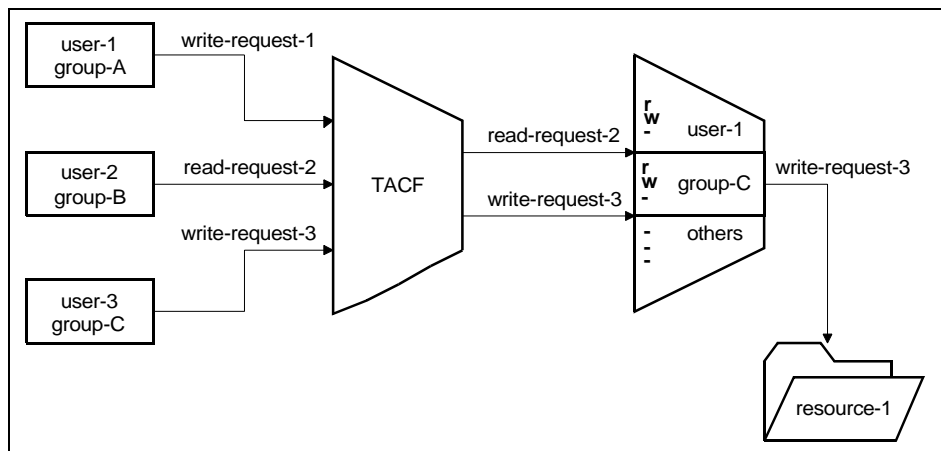 user-1
group-A
write-request-1
user-2
group-B
read-request-2
write-request-3
user-3
group-C
TACF
read-request-2
write-request-3
r
w
-
user-1
r
w
-
group-C
-
-
-
others
write-request-3
resource-1